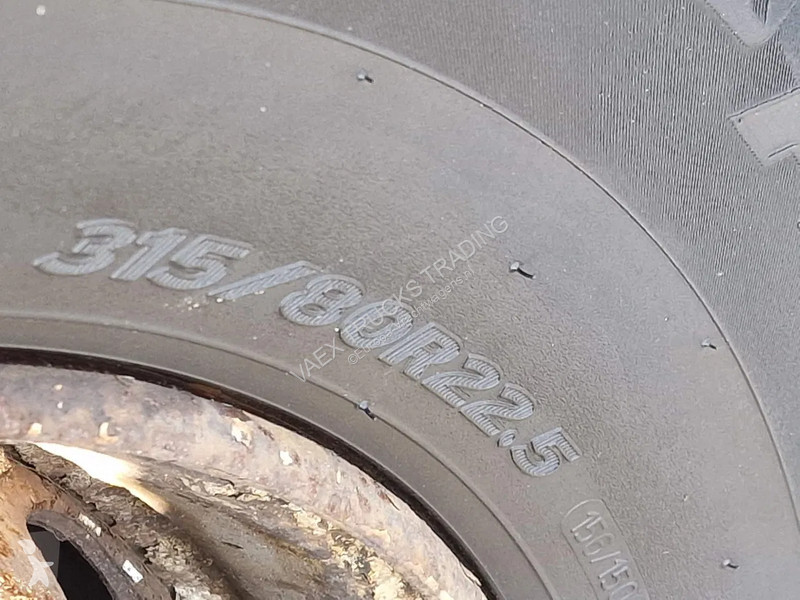 315/80R22.5
156/150
VAEX TRUCKS TRADING